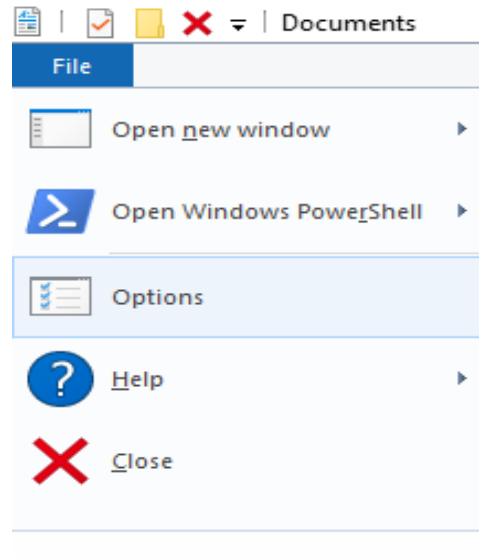 Documents
File
Open new window
Open Windows PowerShell
Options
Help
Close